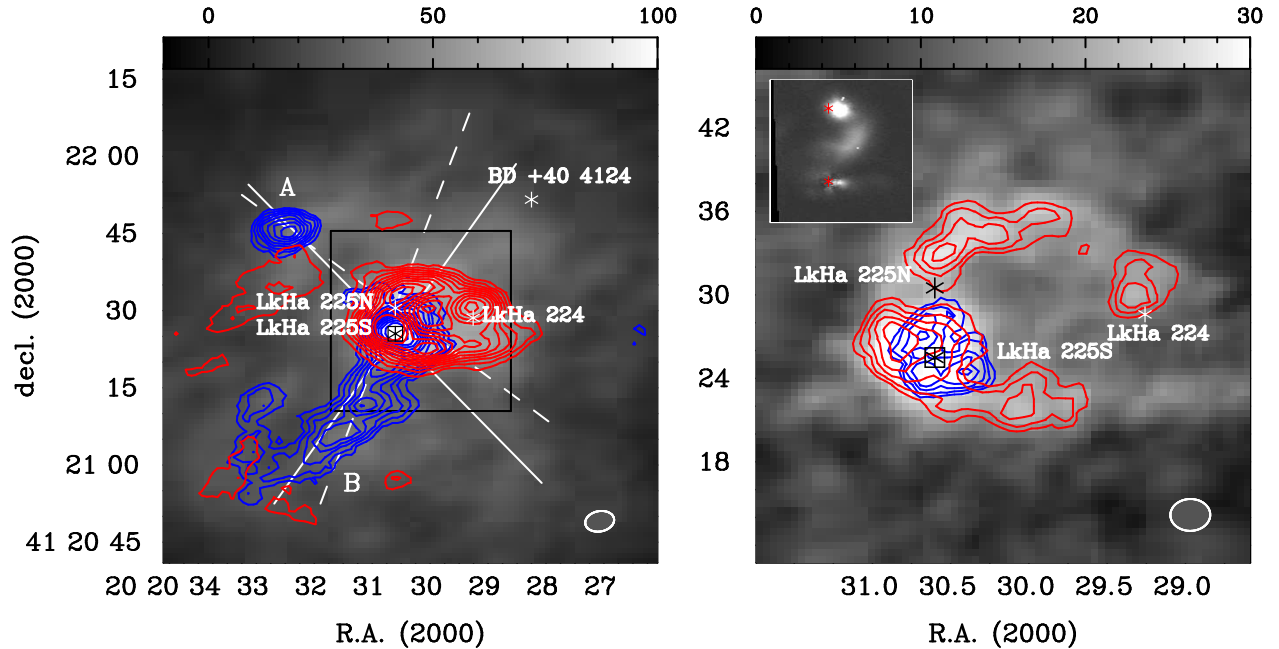 0 50 100
15
22 00
45
30
15
21 00
41 20 45
decl. (2000)
A
BD +40 4124
LkHa 225N
LkHa 225S
LkHa 224
B
20 20 34 33 32 31 30 29 28 27
R.A. (2000)
0 10 20 30
42
36
30
24
18
LkHa 225N
LkHa 224
LkHa 225S
31.0 30.5 30.0 29.5 29.0
R.A. (2000)